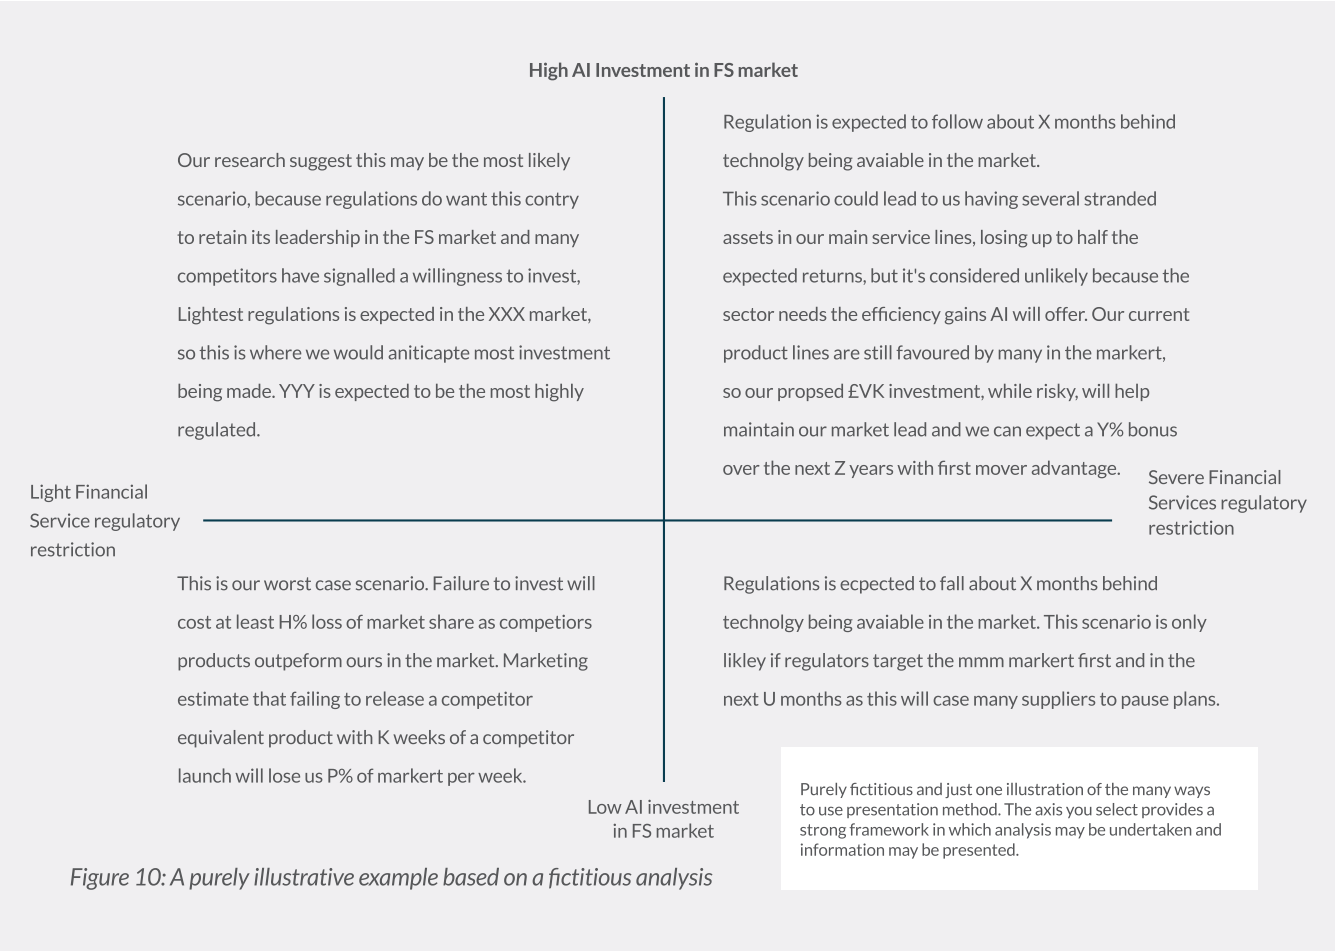 High AI Investment in FS market
Our research suggest this may be the most likely
scenario, because regulations do want this contry
to retain its leadership in the FS market and many
competitors have signalled a willingness to invest,
Lightest regulations is expected in the XXX market,
so this is where we would aniticapte most investment
being made. YYY is expected to be the most highly
regulated.
Regulation is expected to follow about X months behind
technolgy being avaiable in the market.
This scenario could lead to us having several stranded
assets in our main service lines, losing up to half the
expected returns, but it's considered unlikely because the
sector needs the efficiency gains AI will offer. Our current
product lines are still favoured by many in the markert,
so our propsed £VK investment, while risky, will help
maintain our market lead and we can expect a Y% bonus
over the next Z years with first mover advantage.
Light Financial
Service regulatory
restriction
Severe Financial
Services regulatory
restriction
This is our worst case scenario. Failure to invest will
cost at least H% loss of market share as competiors
products outpeform ours in the market. Marketing
estimate that failing to release a competitor
equivalent product with K weeks of a competitor
launch will lose us P% of markert per week.
Regulations is ecpected to fall about X months behind
technolgy being avaiable in the market. This scenario is only
likley if regulators target the mmm markert first and in the
next U months as this will case many suppliers to pause plans.
Low AI investment
in FS market
Purely fictitious and just one illustration of the many ways
to use presentation method. The axis you select provides a
strong framework in which analysis may be undertaken and
information may be presented.
Figure 10: A purely illustrative example based on a fictitious analysis